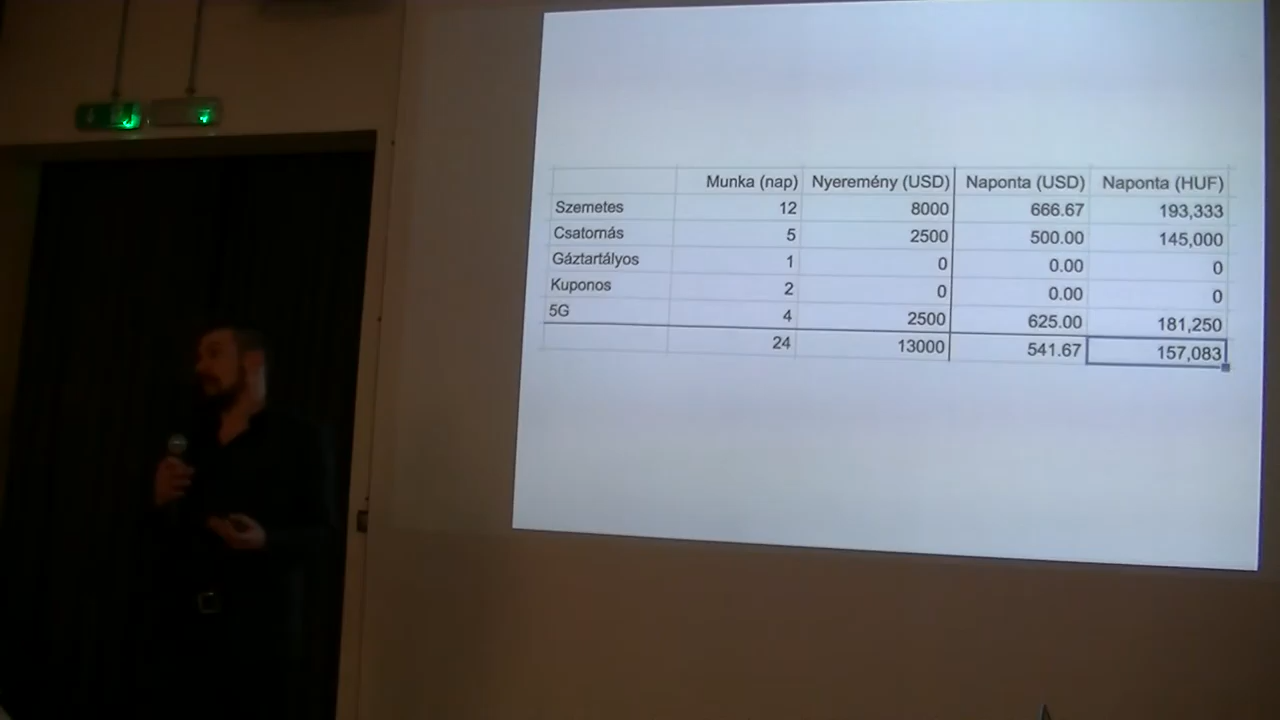 Munka (nap) Nyeremény (USD) Naponta (USD) Naponta (HUF)
Szemetes 12 8000 666.67 193,333
Csatornás 5 2500 500.00 145,000
Gáztartályos 1 0 0.00 0
Kuponos 2 0 0.00 0
5G 4 2500 625.00 181,250
24 13000 541.67 157,083